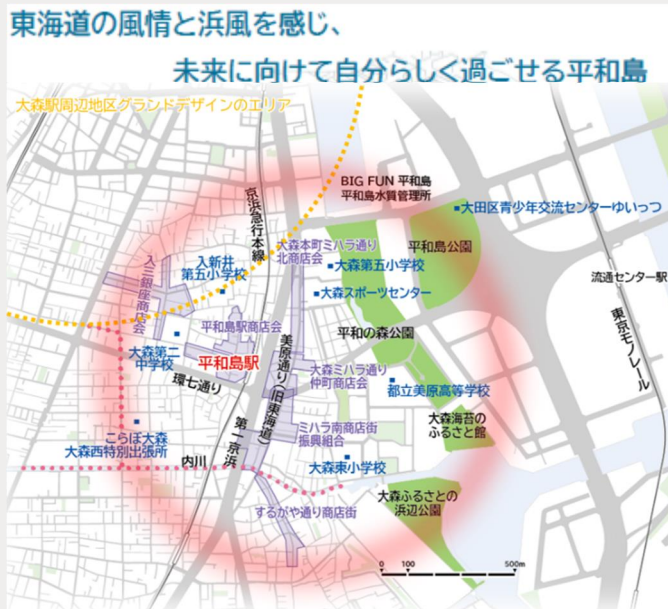 東海道の風情と浜風を感じ、
未来に向けて自分らしく過ごせる平和島
大森駅周辺地区グランドデザインのエリア
BIG FUN 平和島
平和島水質管理所
大田区青少年交流センターゆいっつ
京浜急行本線
大森本町ミハラ通り
北商店会
平和島公園
入新井
第五小学校
大森第五小学校
入三銀座商店会
流通センター駅
大森スポーツセンター
東京モノレール
平和島駅商店会
平和の森公園
大森第二
中学校
平和島駅
美原通り(旧東海道)
大森ミハラ通り
仲町商店会
環七通り
都立美原高等学校
第一京浜
大森海苔の
ふるさと館
ミハラ南商店街
振興組合
こらぼ大森
大森西特別出張所
内川
大森東小学校
大森ふるさとの
浜辺公園
するがや通り商店街
0 100 500m